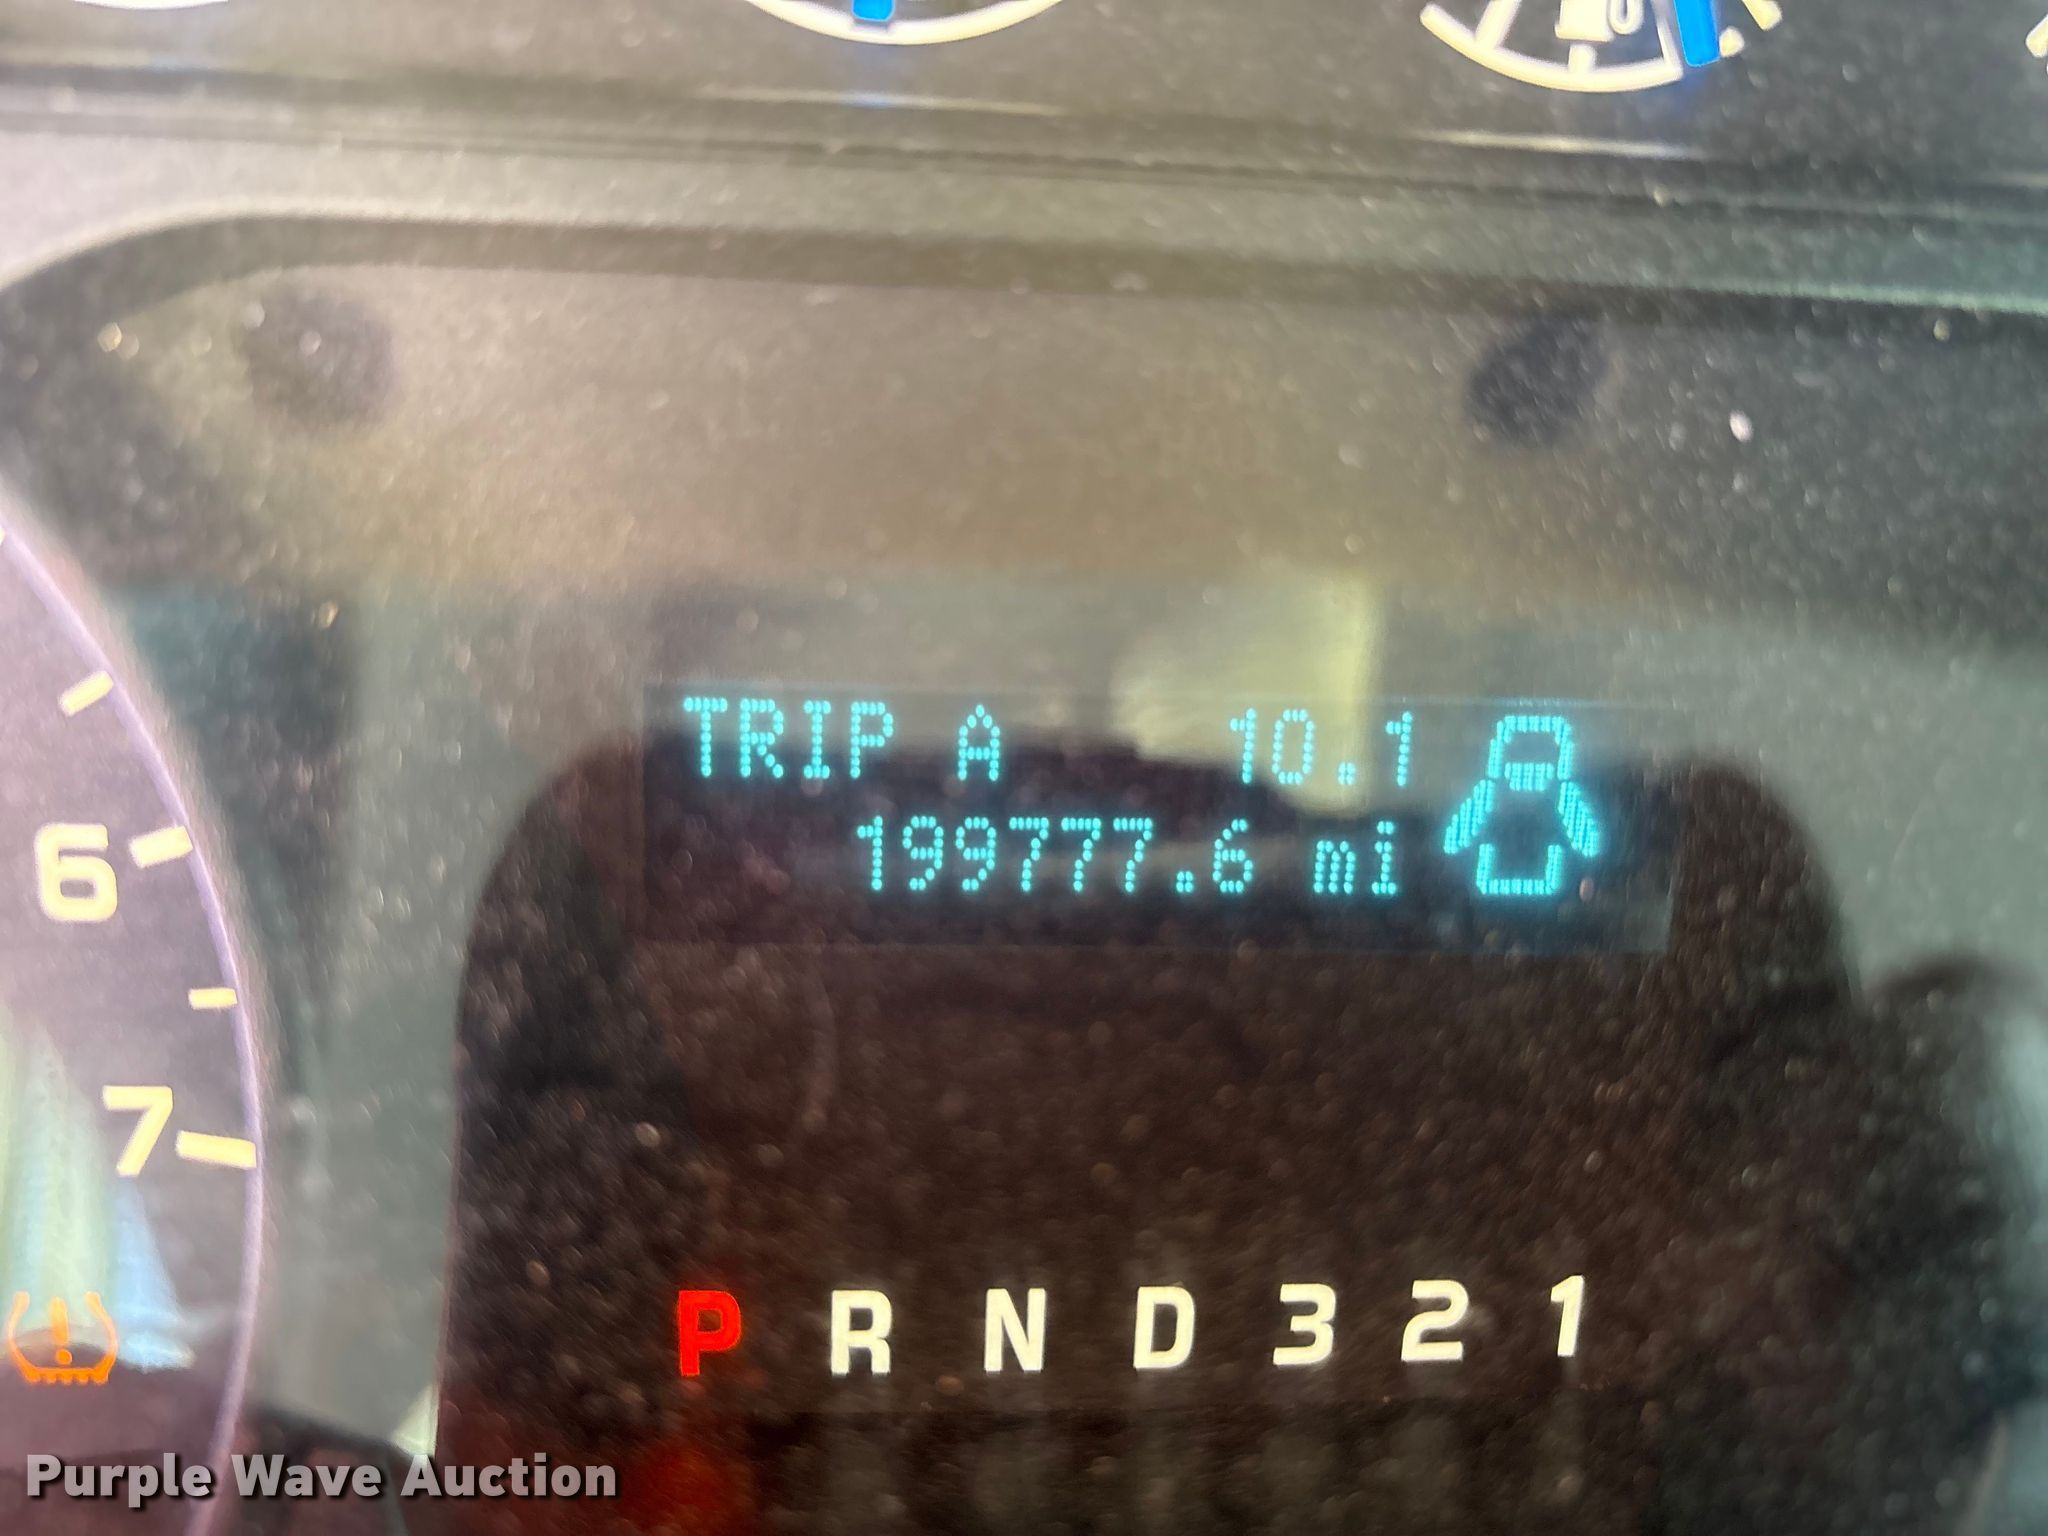 TRIP A 10.1
199777.6 mi
6
7
P R N D 3 2 1
Purple Wave Auction